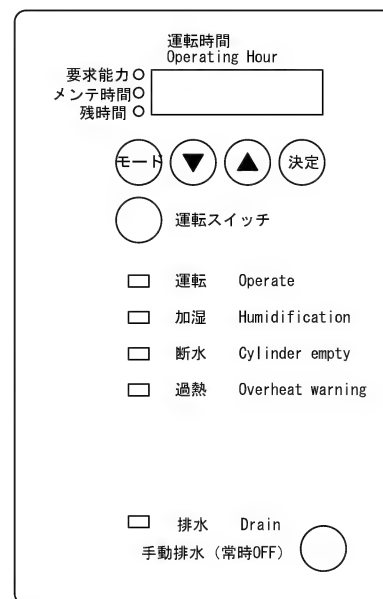 運転時間
Operating Hour
要求能力
メンテ時間
残時間
モード ▼ ▲ 決定
運転スイッチ
運転 Operate
加湿 Humidification
断水 Cylinder empty
過熱 Overheat warning
排水 Drain
手動排水(常時OFF)